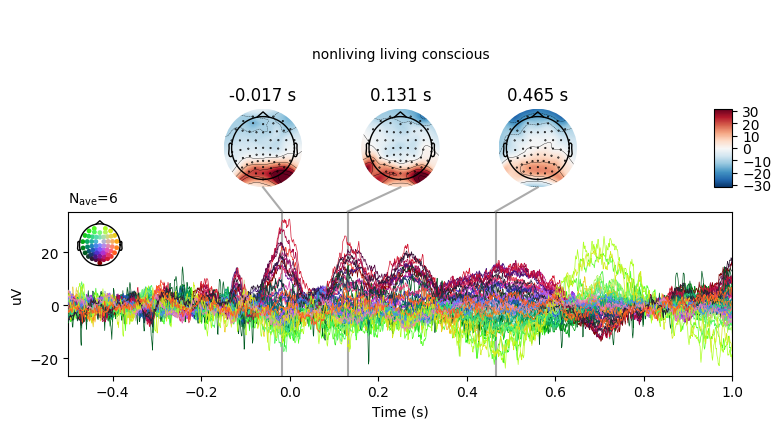 nonliving living conscious
-0.017 s 0.131 s 0.465 s
30
20
10
0
−10
−20
−30
Nave=6
uV
20
0
−20
−0.4 −0.2 0.0 0.2 0.4 0.6 0.8 1.0
Time (s)